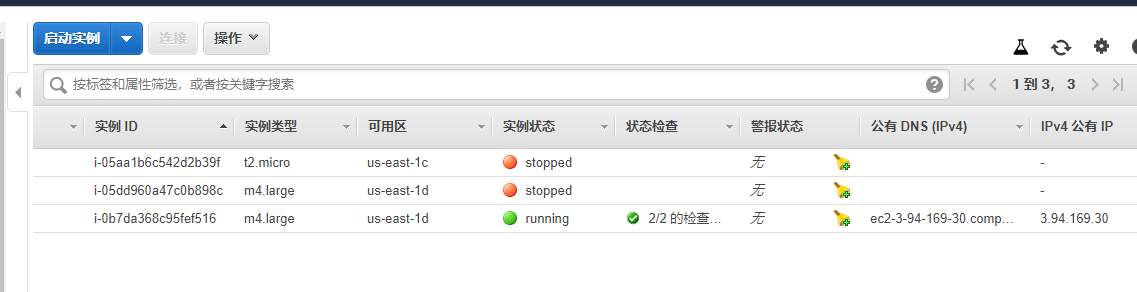 启动实例 连接 操作
按标签和属性筛选，或者按关键字搜索 1 到 3， 3
实例 ID 实例类型 可用区 实例状态 状态检查 警报状态 公有 DNS (IPv4) IPv4 公有 IP
i-05aa1b6c542d2b39f t2.micro us-east-1c stopped 无 -
i-05dd960a47c0b898c m4.large us-east-1d stopped 无 -
i-0b7da368c95fef516 m4.large us-east-1d running 2/2 的检查... 无 ec2-3-94-169-30.comp... 3.94.169.30